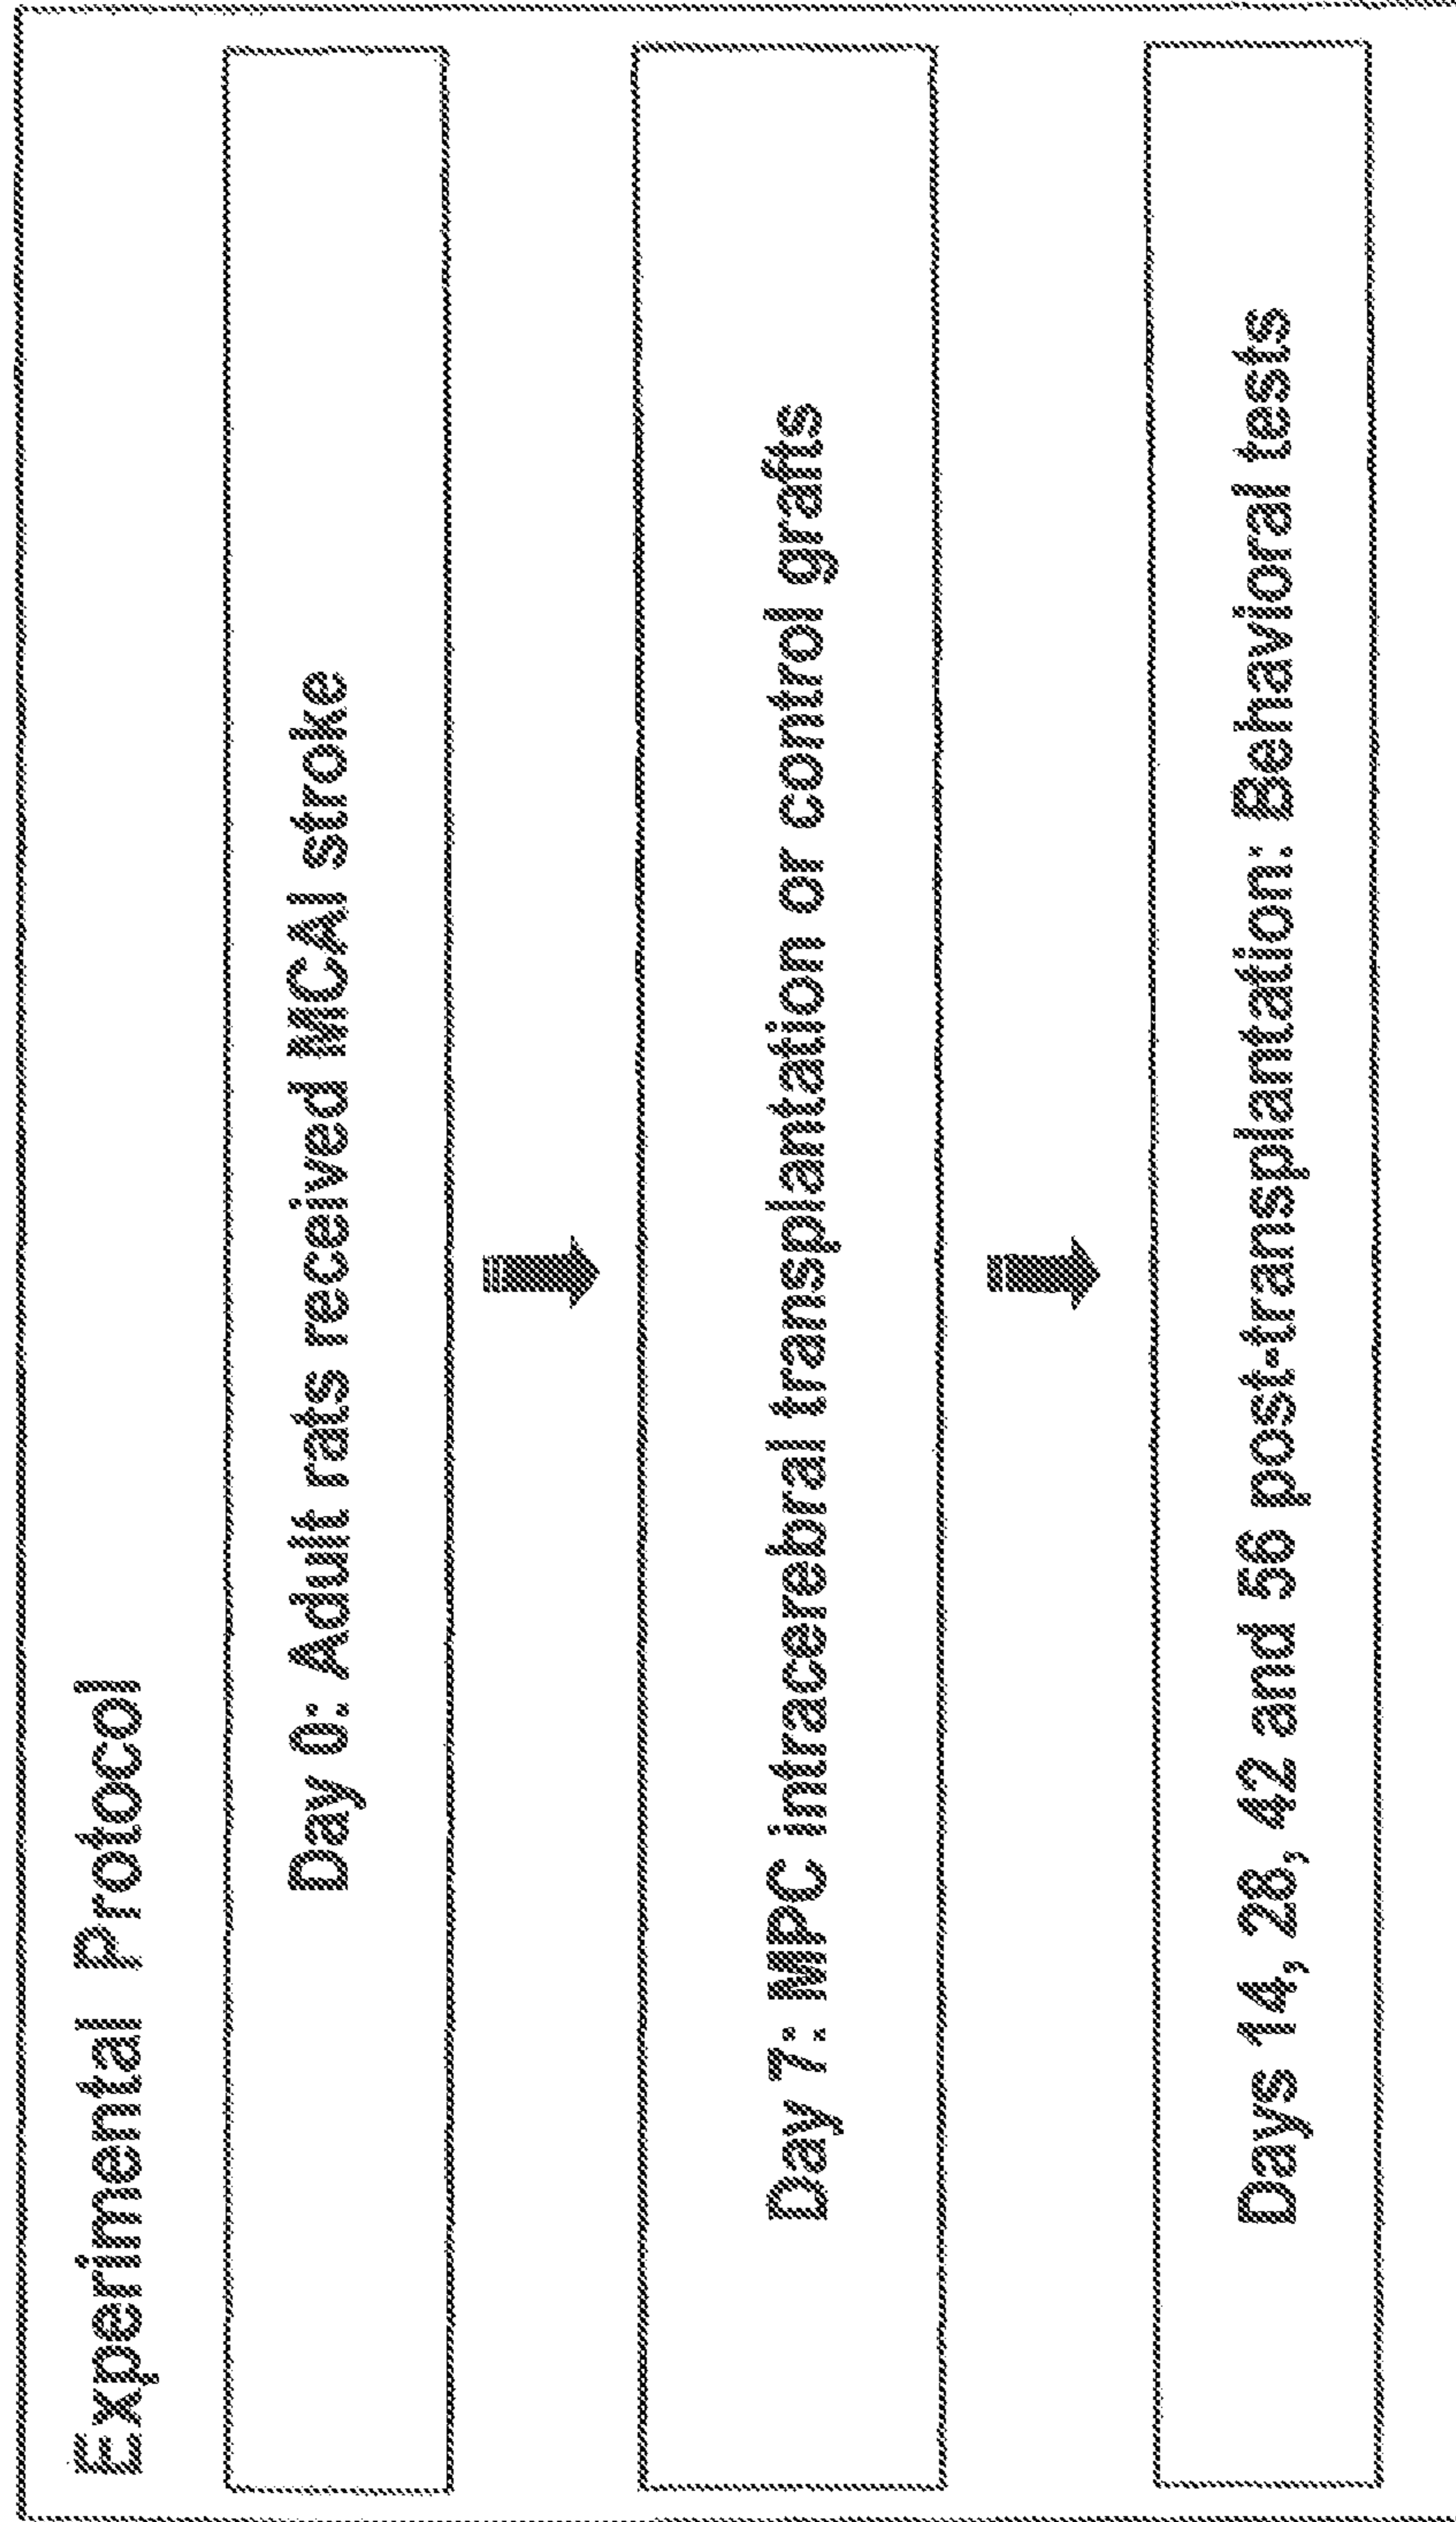 Experimental Protocol
Day 0: Adult rats received MCAl stroke
Day 7: MPC intracerebral transplantation or control grafts
Days 14, 28, 42 and 56 post-transplantation: Behavioral tests